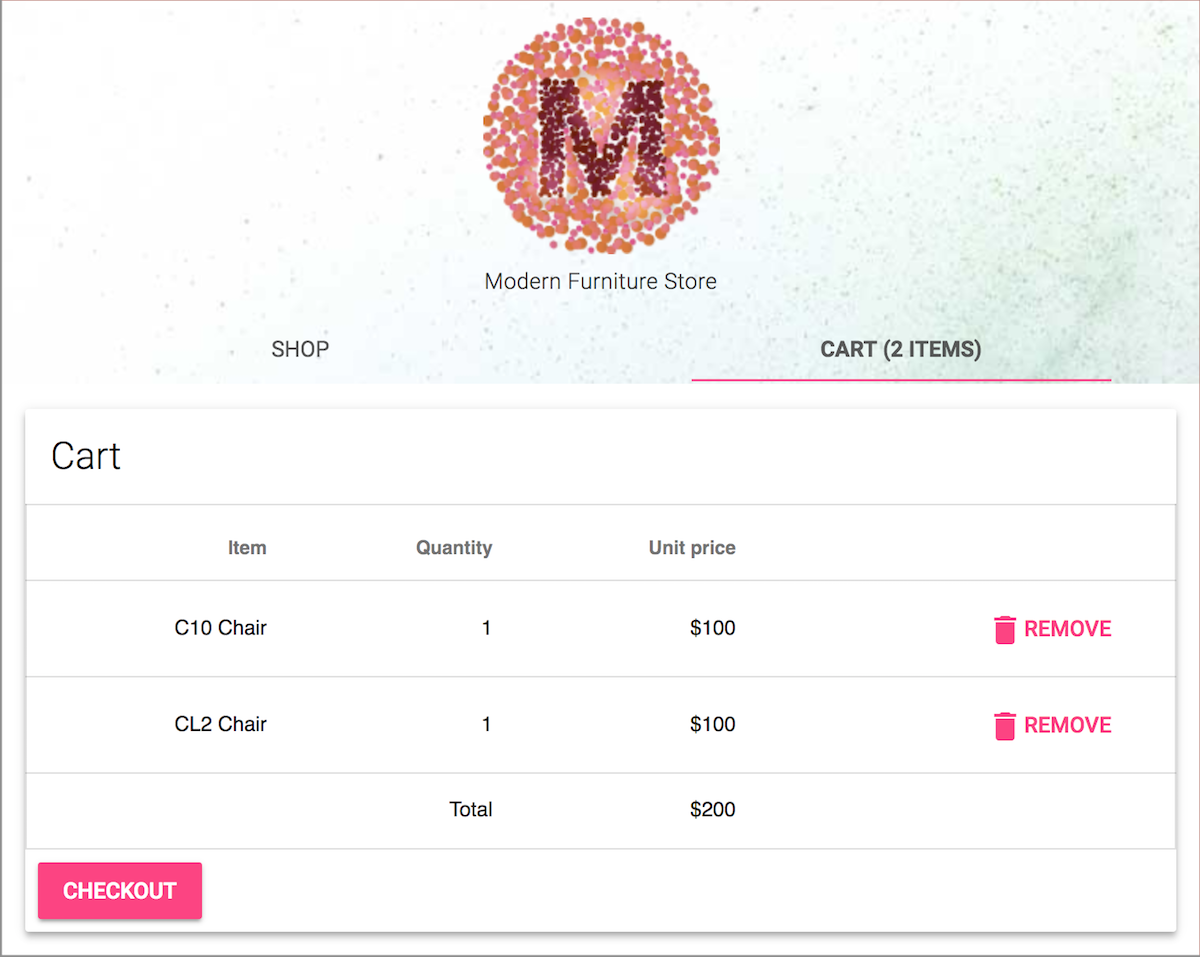 M
Modern Furniture Store
SHOP CART (2 ITEMS)
Cart
Item Quantity Unit price
C10 Chair 1 $100 REMOVE
CL2 Chair 1 $100 REMOVE
Total $200
CHECKOUT